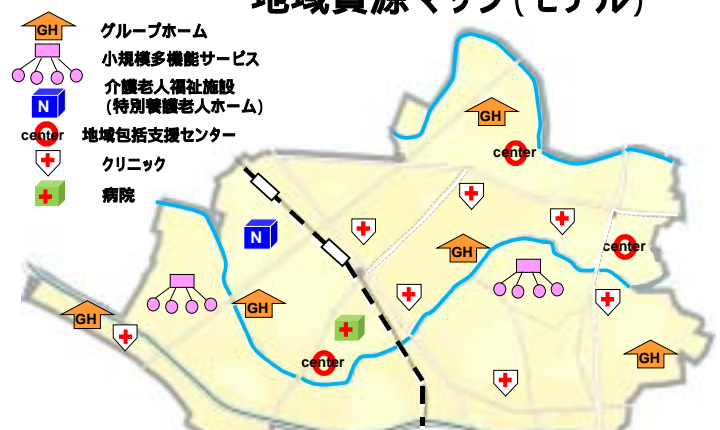 地域資源マップ(モデル)
GH グループホーム
小規模多機能サービス
介護老人福祉施設
N (特別養護老人ホーム)
center 地域包括支援センター
クリニック
病院
GH
center
N
GH
center
GH
GH
center
GH